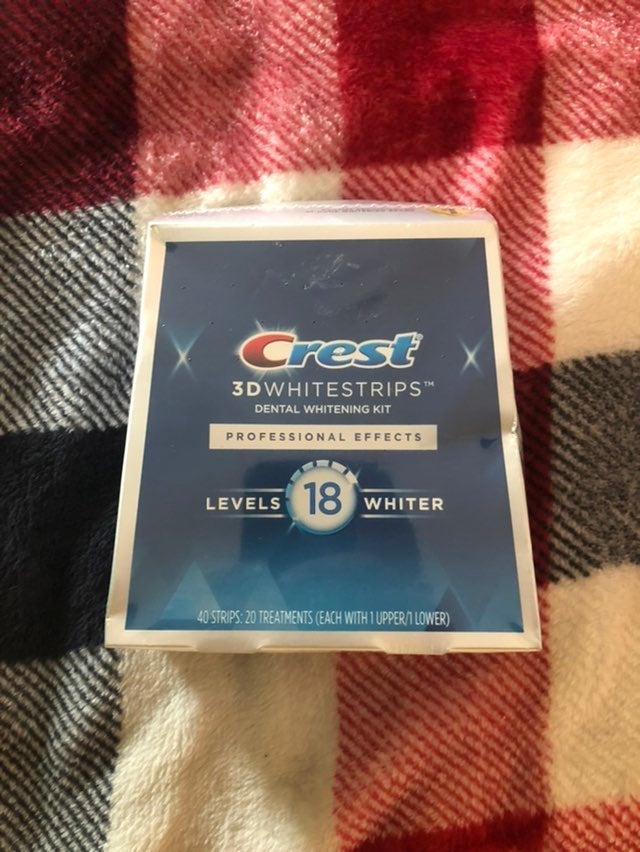 Crest
3DWHITESTRIPS™
DENTAL WHITENING KIT
PROFESSIONAL EFFECTS
LEVELS 18 WHITER
40 STRIPS: 20 TREATMENTS (EACH WITH 1 UPPER/1 LOWER)